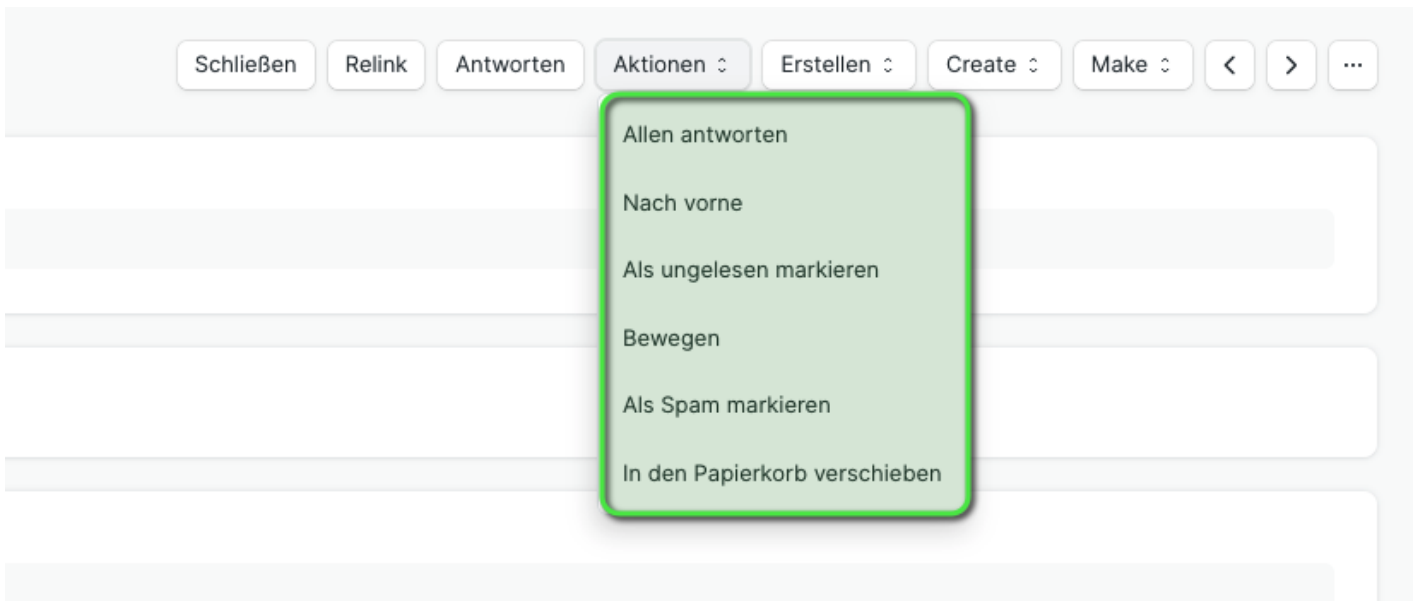 Schließen Relink Antworten Aktionen Erstellen Create Make ...
Allen antworten
Nach vorne
Als ungelesen markieren
Bewegen
Als Spam markieren
In den Papierkorb verschieben